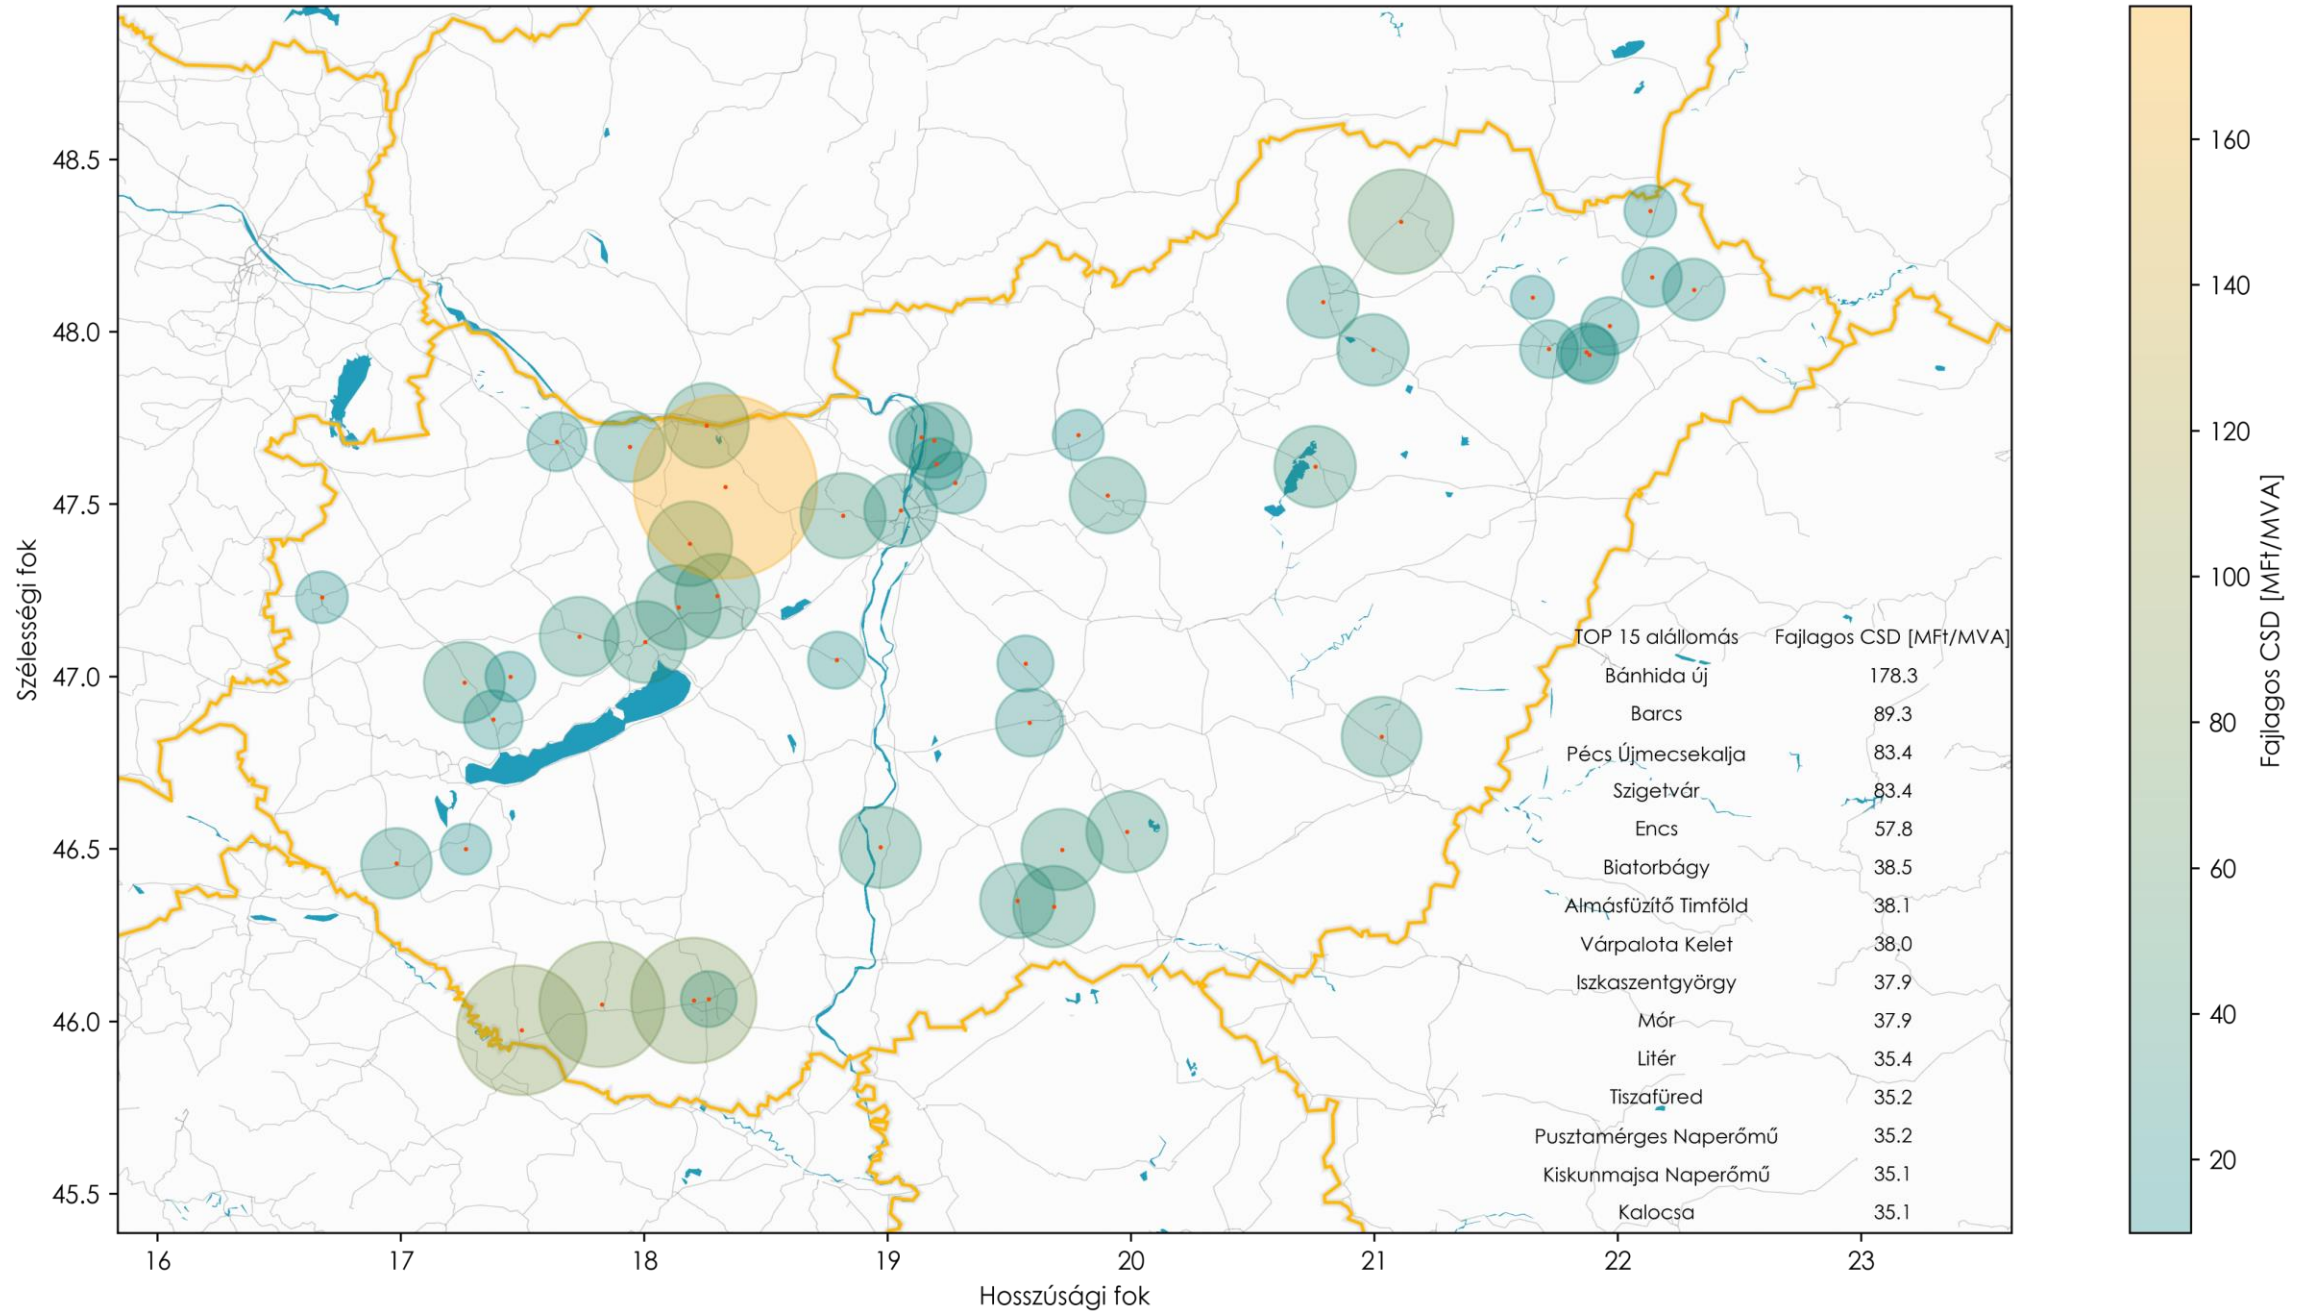 Szélességi fok
48.5
48.0
47.5
47.0
46.5
46.0
45.5
16 17 18 19 20 21 22 23
Hosszúsági fok
TOP 15 alállomás Fajlagos CSD [MFt/MVA]
Bánhida új 178.3
Barcs 89.3
Pécs Újmecsekalja 83.4
Szigetvár 83.4
Encs 57.8
Biatorbágy 38.5
Almásfüzítő Timföld 38.1
Várpalota Kelet 38.0
Iszkaszentgyörgy 37.9
Mór 37.9
Litér 35.4
Tiszafüred 35.2
Pusztamérges Naperőmű 35.2
Kiskunmajsa Naperőmű 35.1
Kalocsa 35.1
160
140
120
100
80
60
40
20
Fajlagos CSD [MFt/MVA]